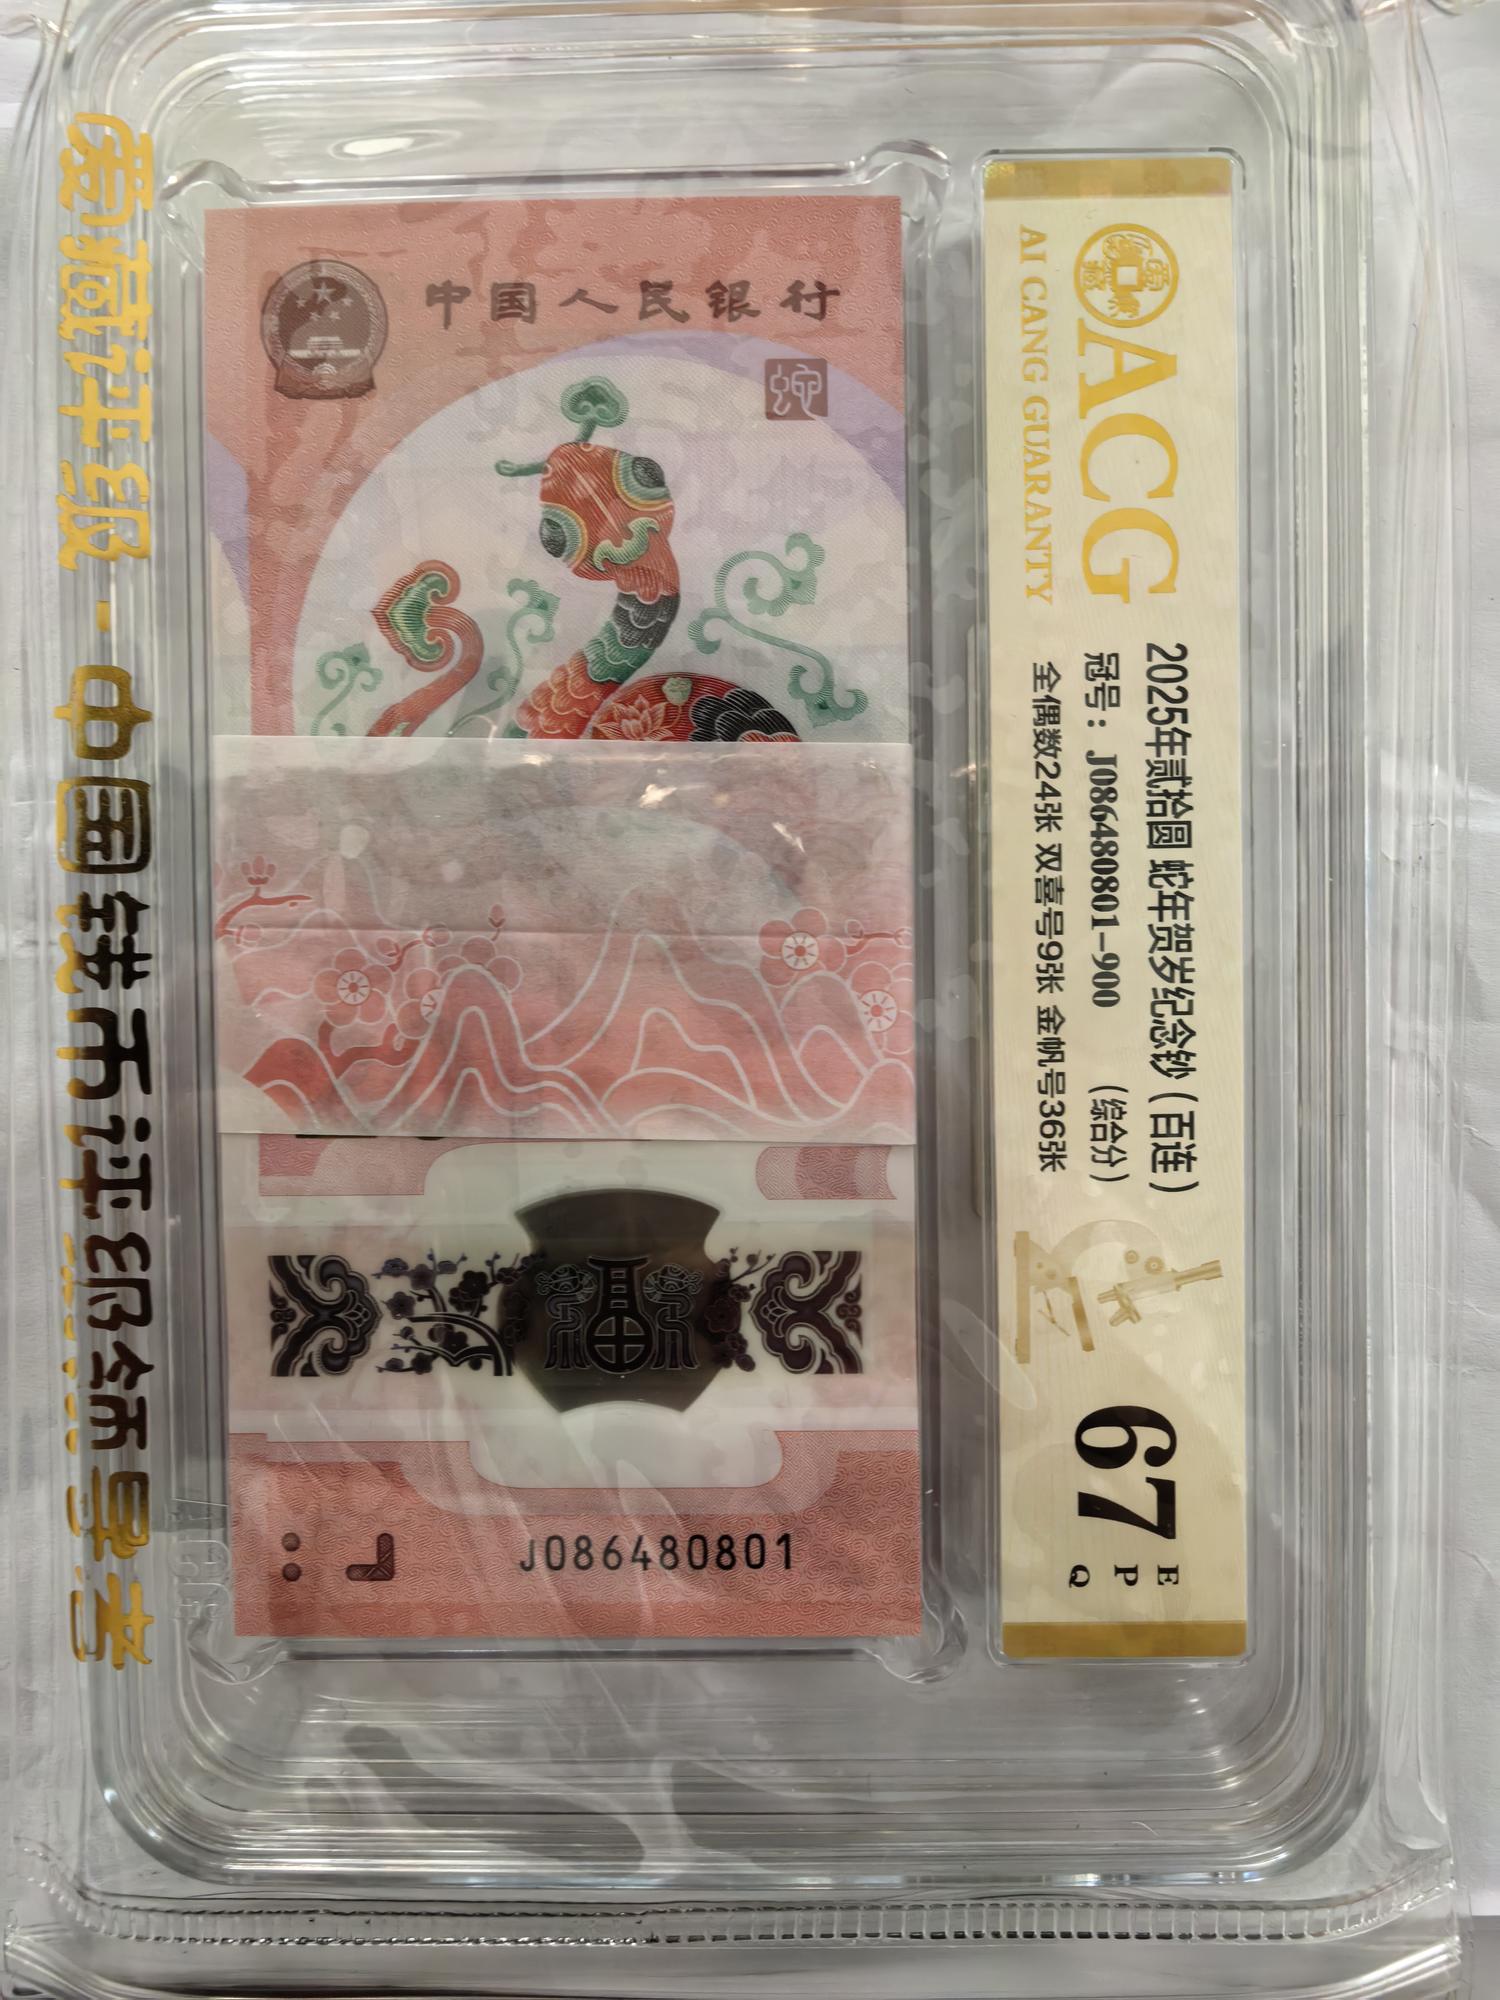 爱藏评级 - 中国钱币评级领导者
中国人民银行
蛇
J086480801
ACG
AI CANG GUARANTY
2025年贰拾圆 蛇年贺岁纪念钞（百连）
冠号：J086480801-900 （综合分）
全偶数24张 双喜号9张 金帆号36张
67
E
P
Q